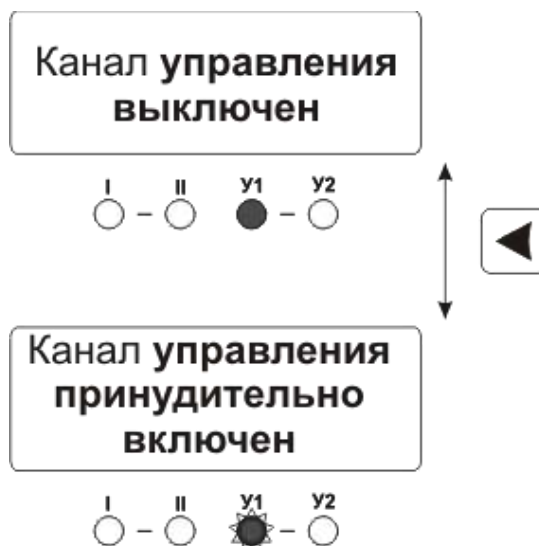 Канал управления
выключен
I II У1 У2
Канал управления
принудительно
включен
I II У1 У2